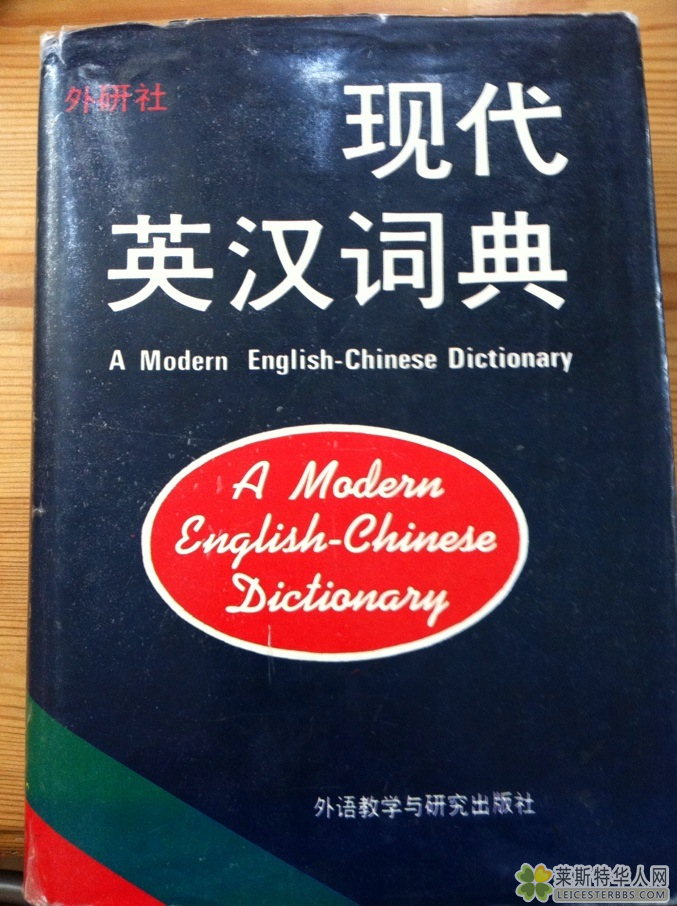 外研社
现代
英汉词典
A Modern English-Chinese Dictionary
A Modern
English-Chinese
Dictionary
外语教学与研究出版社
莱斯特华人网
LEICESTERBBS.COM